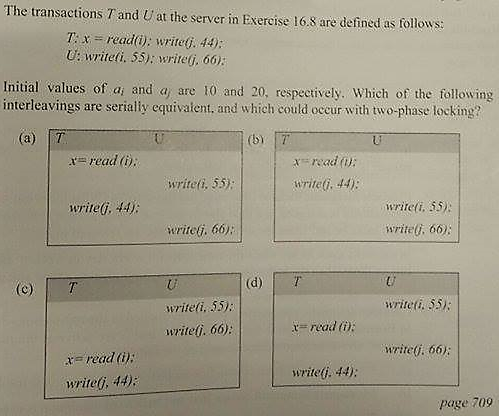 The transactions T and U at the server in Exercise 16.8 are defined as follows:
T: x = read(i); write(j, 44);
U: write(i, 55); write(j, 66);
Initial values of ai and aj are 10 and 20, respectively. Which of the following
interleavings are serially equivalent, and which could occur with two-phase locking?
(a) T U
x= read (i);
write(i, 55);
write(j, 44);
write(j, 66);
(b) T U
x= read (i);
write(j, 44);
write(i, 55);
write(j, 66);
(c) T U
write(i, 55);
write(j, 66);
x= read (i);
write(j, 44);
(d) T U
write(i, 55);
x= read (i);
write(j, 66);
write(j, 44);
page 709